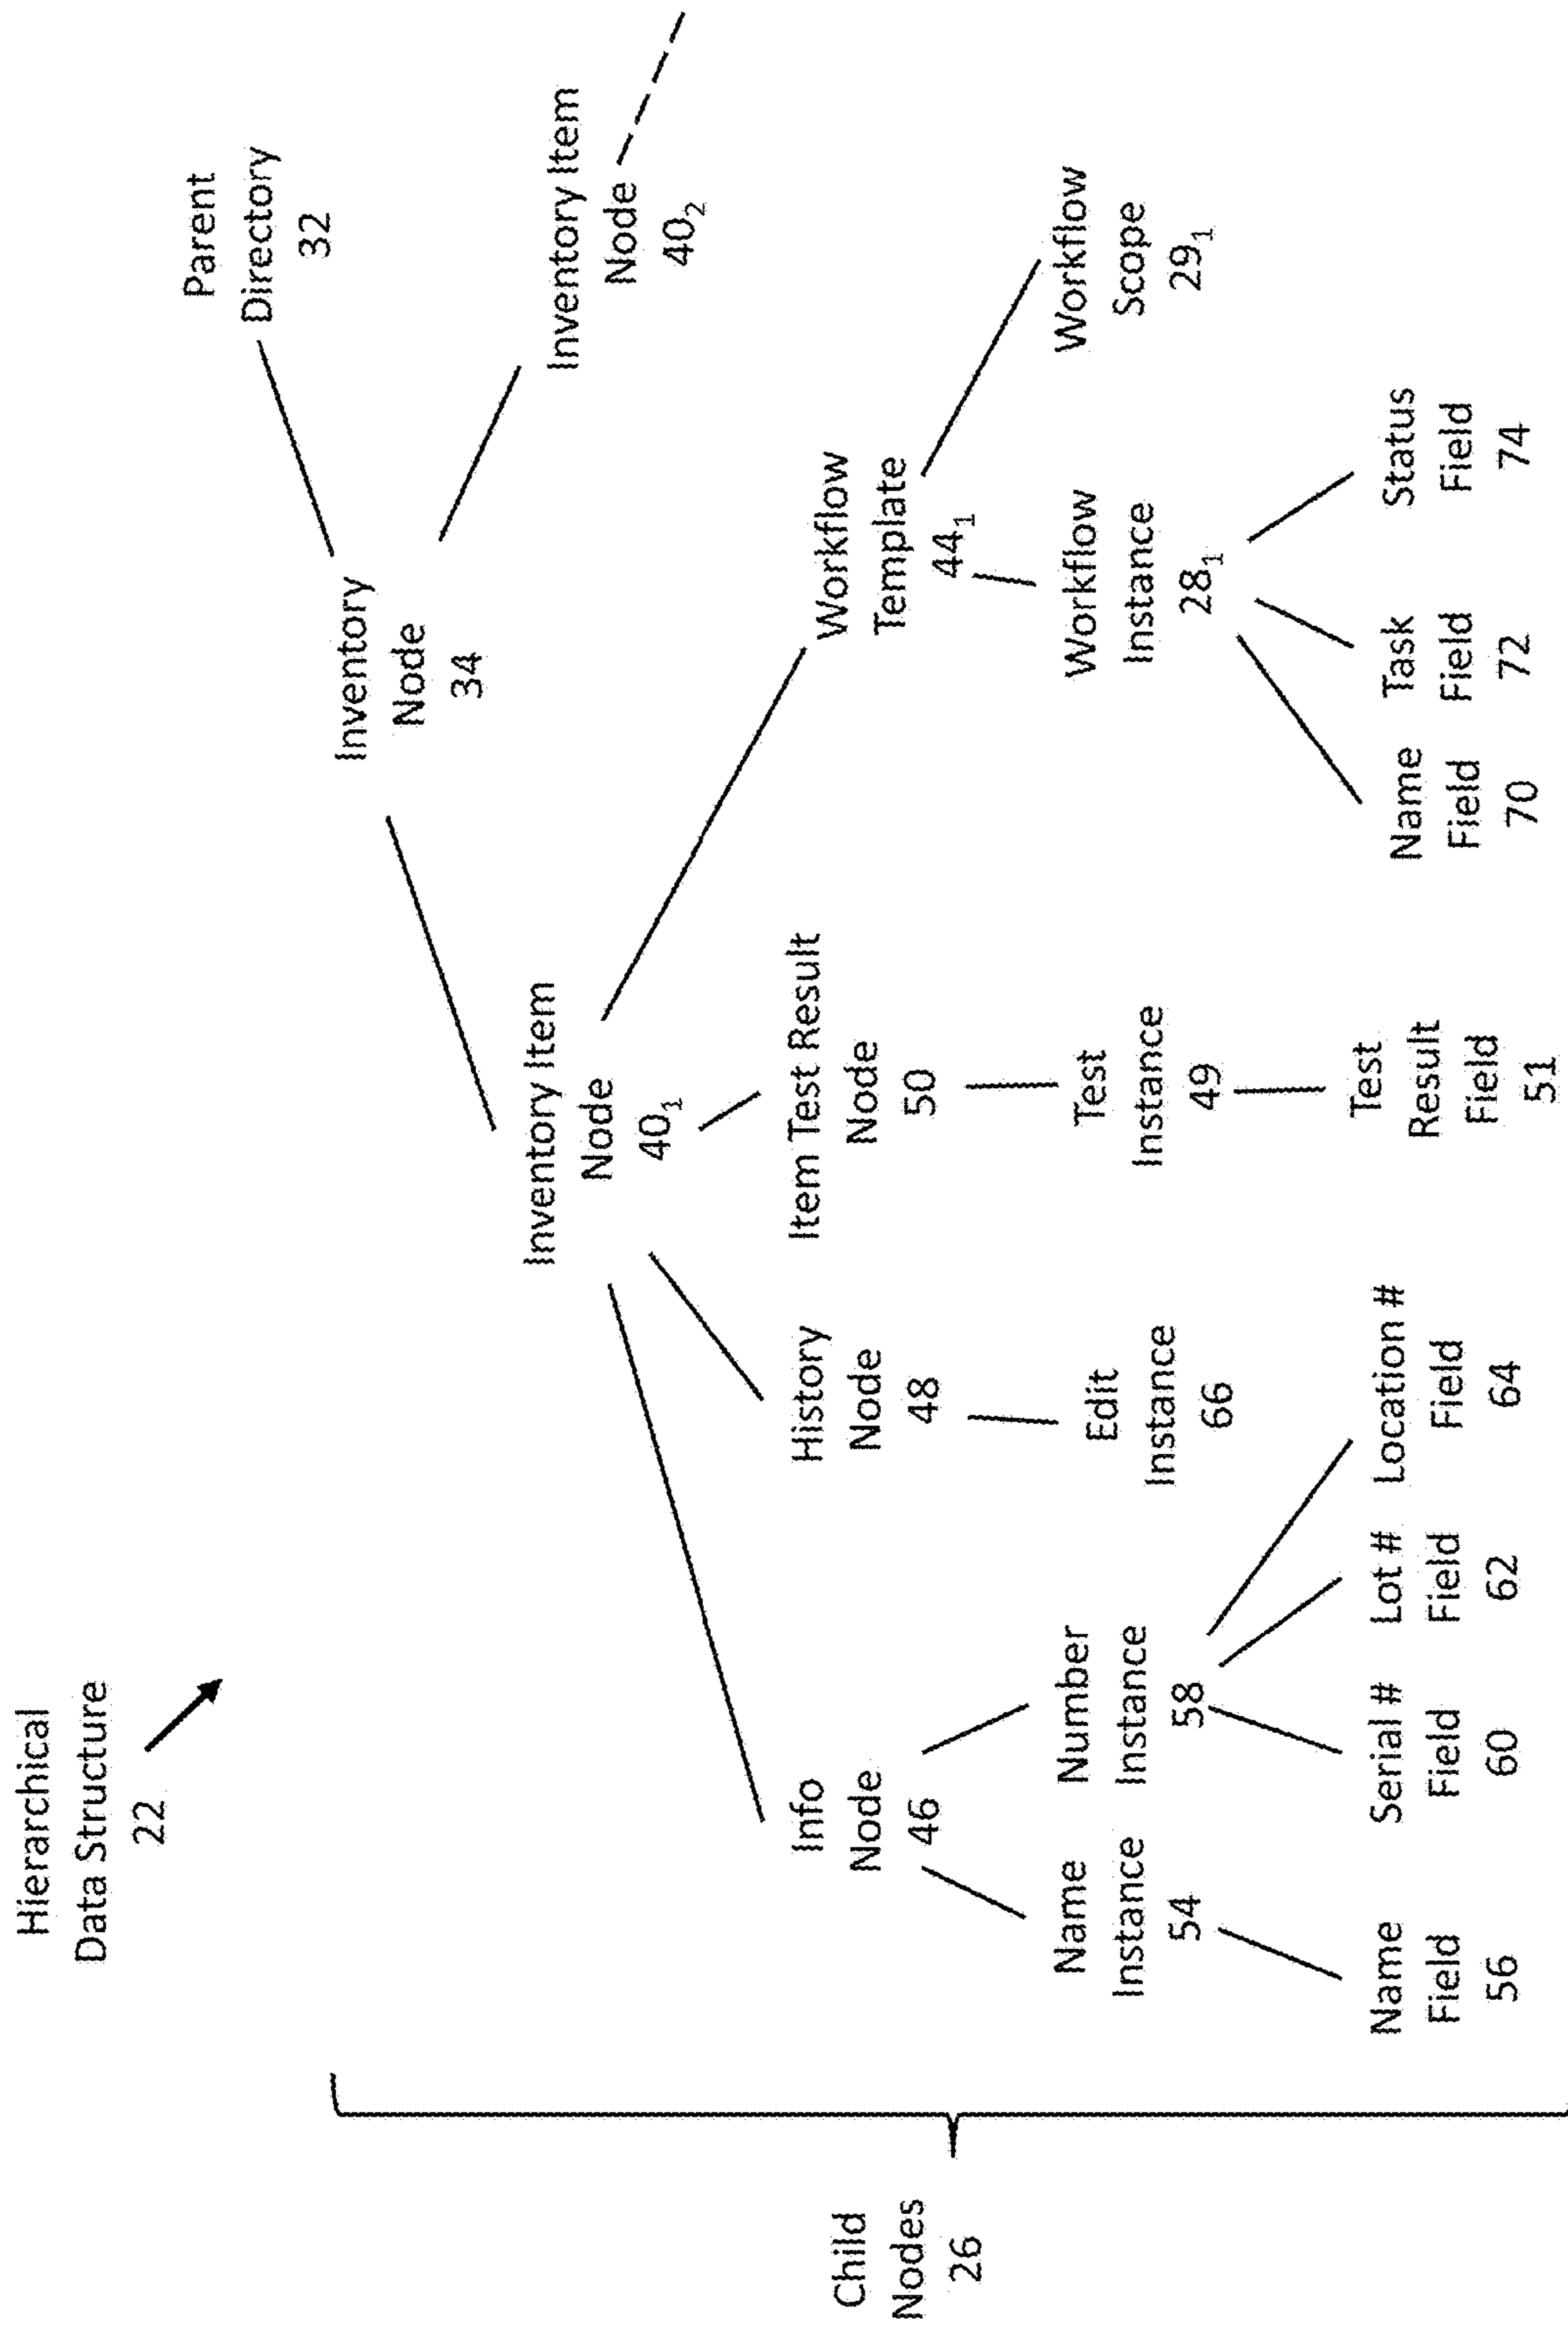 Hierarchical
Data Structure
22
Parent
Directory
32
Inventory
Node
34
Inventory Item
Node
40₁
Inventory Item
Node
40₂
Child
Nodes
26
Info
Node
46
History
Node
48
Item Test Result
Node
50
Workflow
Template
44₁
Name
Instance
54
Number
Instance
58
Edit
Instance
66
Test
Instance
49
Workflow
Instance
28₁
Workflow
Scope
29₁
Name
Field
56
Serial #
Field
60
Lot #
Field
62
Location #
Field
64
Test
Result
Field
51
Name
Field
70
Task
Field
72
Status
Field
74